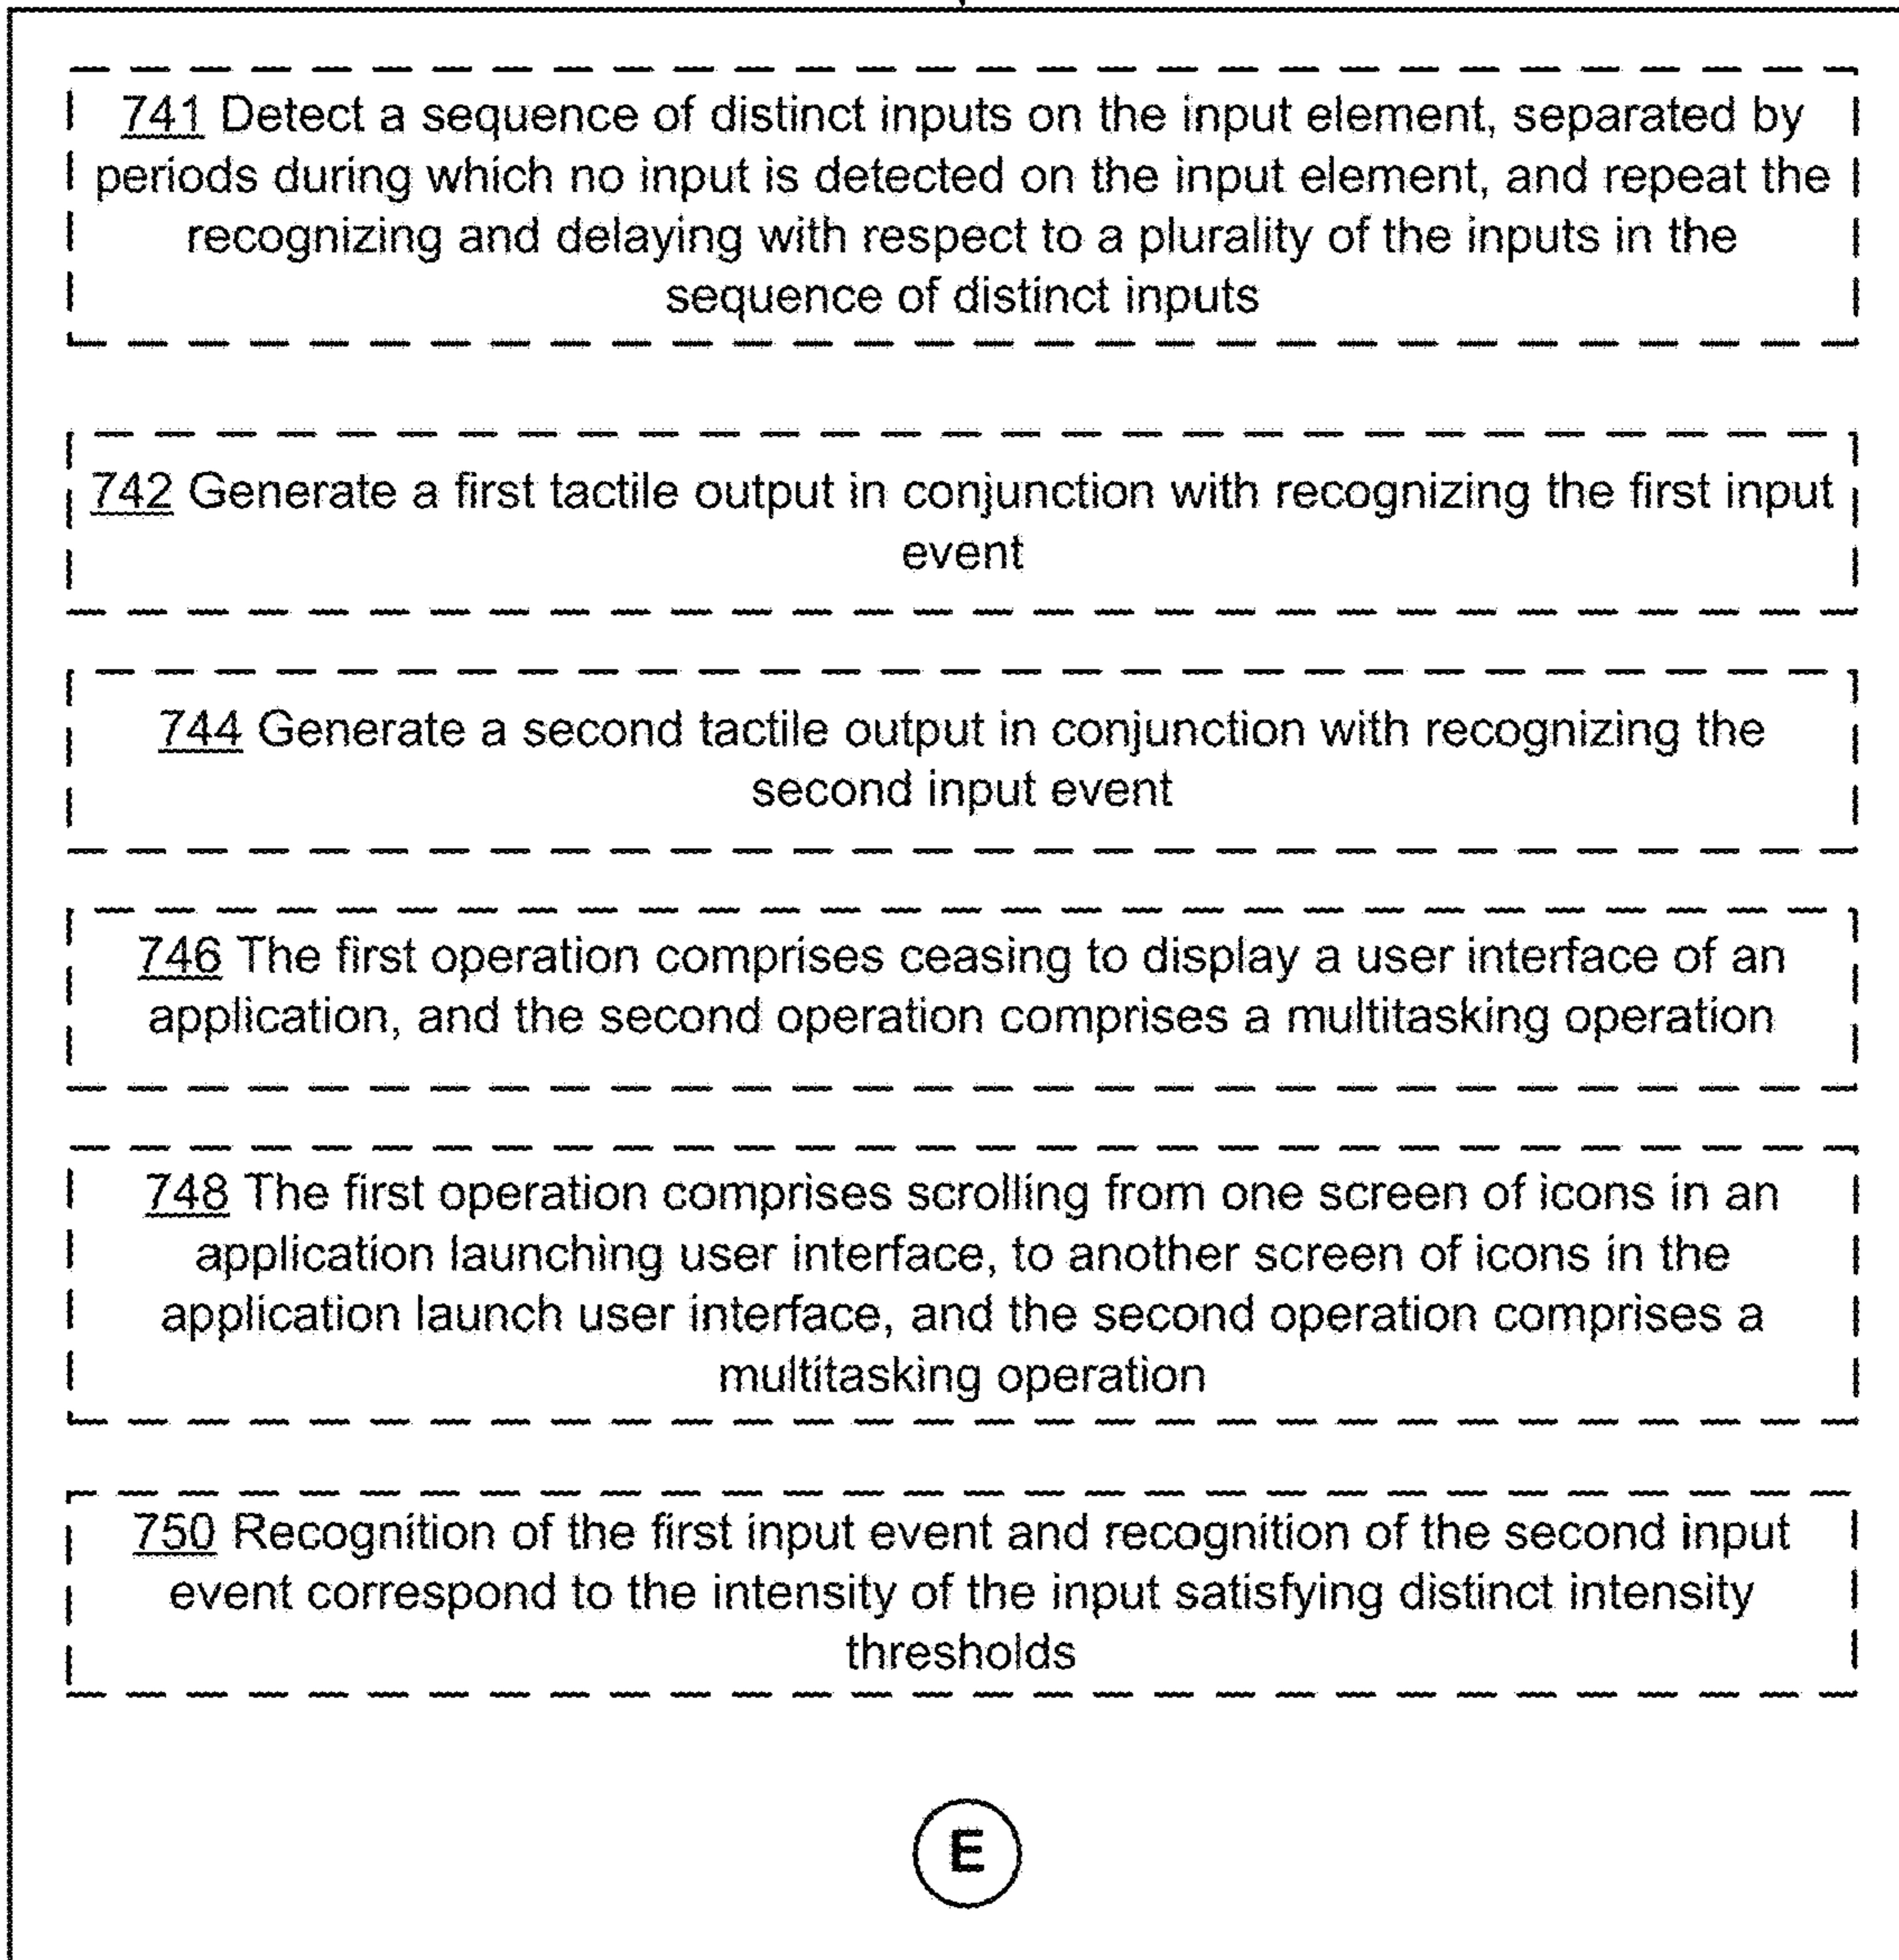 741 Detect a sequence of distinct inputs on the input element, separated by
periods during which no input is detected on the input element, and repeat the
recognizing and delaying with respect to a plurality of the inputs in the
sequence of distinct inputs
742 Generate a first tactile output in conjunction with recognizing the first input
event
744 Generate a second tactile output in conjunction with recognizing the
second input event
746 The first operation comprises ceasing to display a user interface of an
application, and the second operation comprises a multitasking operation
748 The first operation comprises scrolling from one screen of icons in an
application launching user interface, to another screen of icons in the
application launch user interface, and the second operation comprises a
multitasking operation
750 Recognition of the first input event and recognition of the second input
event correspond to the intensity of the input satisfying distinct intensity
thresholds
E